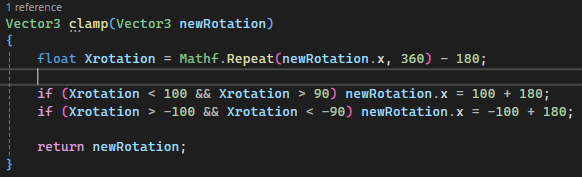 1 reference
Vector3 clamp(Vector3 newRotation)
{
    float Xrotation = Mathf.Repeat(newRotation.x, 360) - 180;

    if (Xrotation < 100 && Xrotation > 90) newRotation.x = 100 + 180;
    if (Xrotation > -100 && Xrotation < -90) newRotation.x = -100 + 180;

    return newRotation;
}